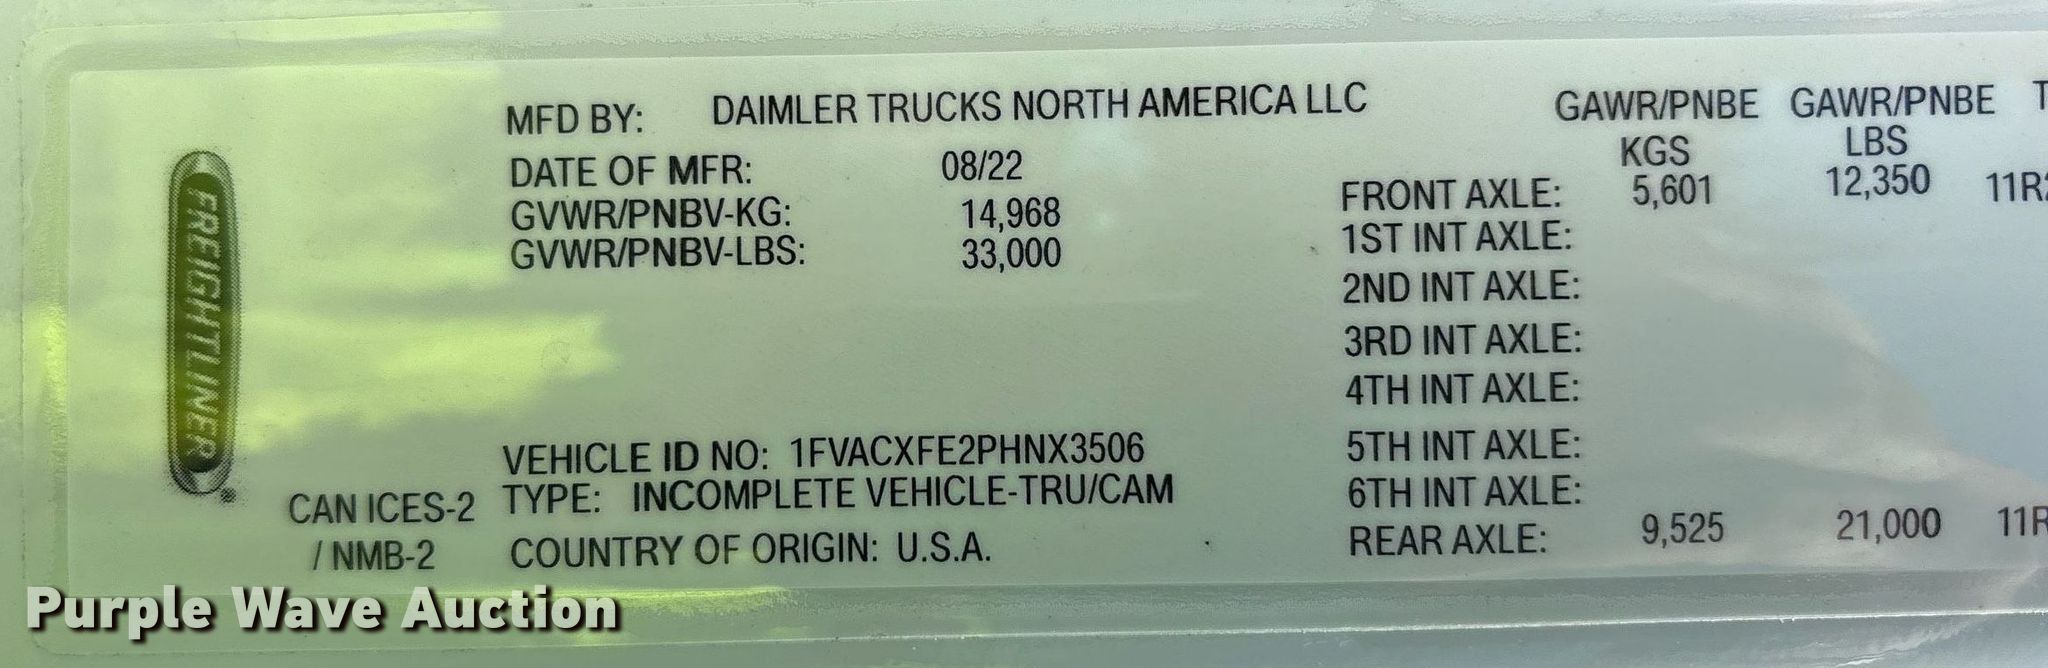 FREIGHTLINER
MFD BY: DAIMLER TRUCKS NORTH AMERICA LLC
DATE OF MFR: 08/22
GVWR/PNBV-KG: 14,968
GVWR/PNBV-LBS: 33,000
VEHICLE ID NO: 1FVACXFE2PHNX3506
TYPE: INCOMPLETE VEHICLE-TRU/CAM
COUNTRY OF ORIGIN: U.S.A.
CAN ICES-2
/ NMB-2
GAWR/PNBE GAWR/PNBE
KGS LBS
FRONT AXLE: 5,601 12,350
1ST INT AXLE:
2ND INT AXLE:
3RD INT AXLE:
4TH INT AXLE:
5TH INT AXLE:
6TH INT AXLE:
REAR AXLE: 9,525 21,000
Purple Wave Auction